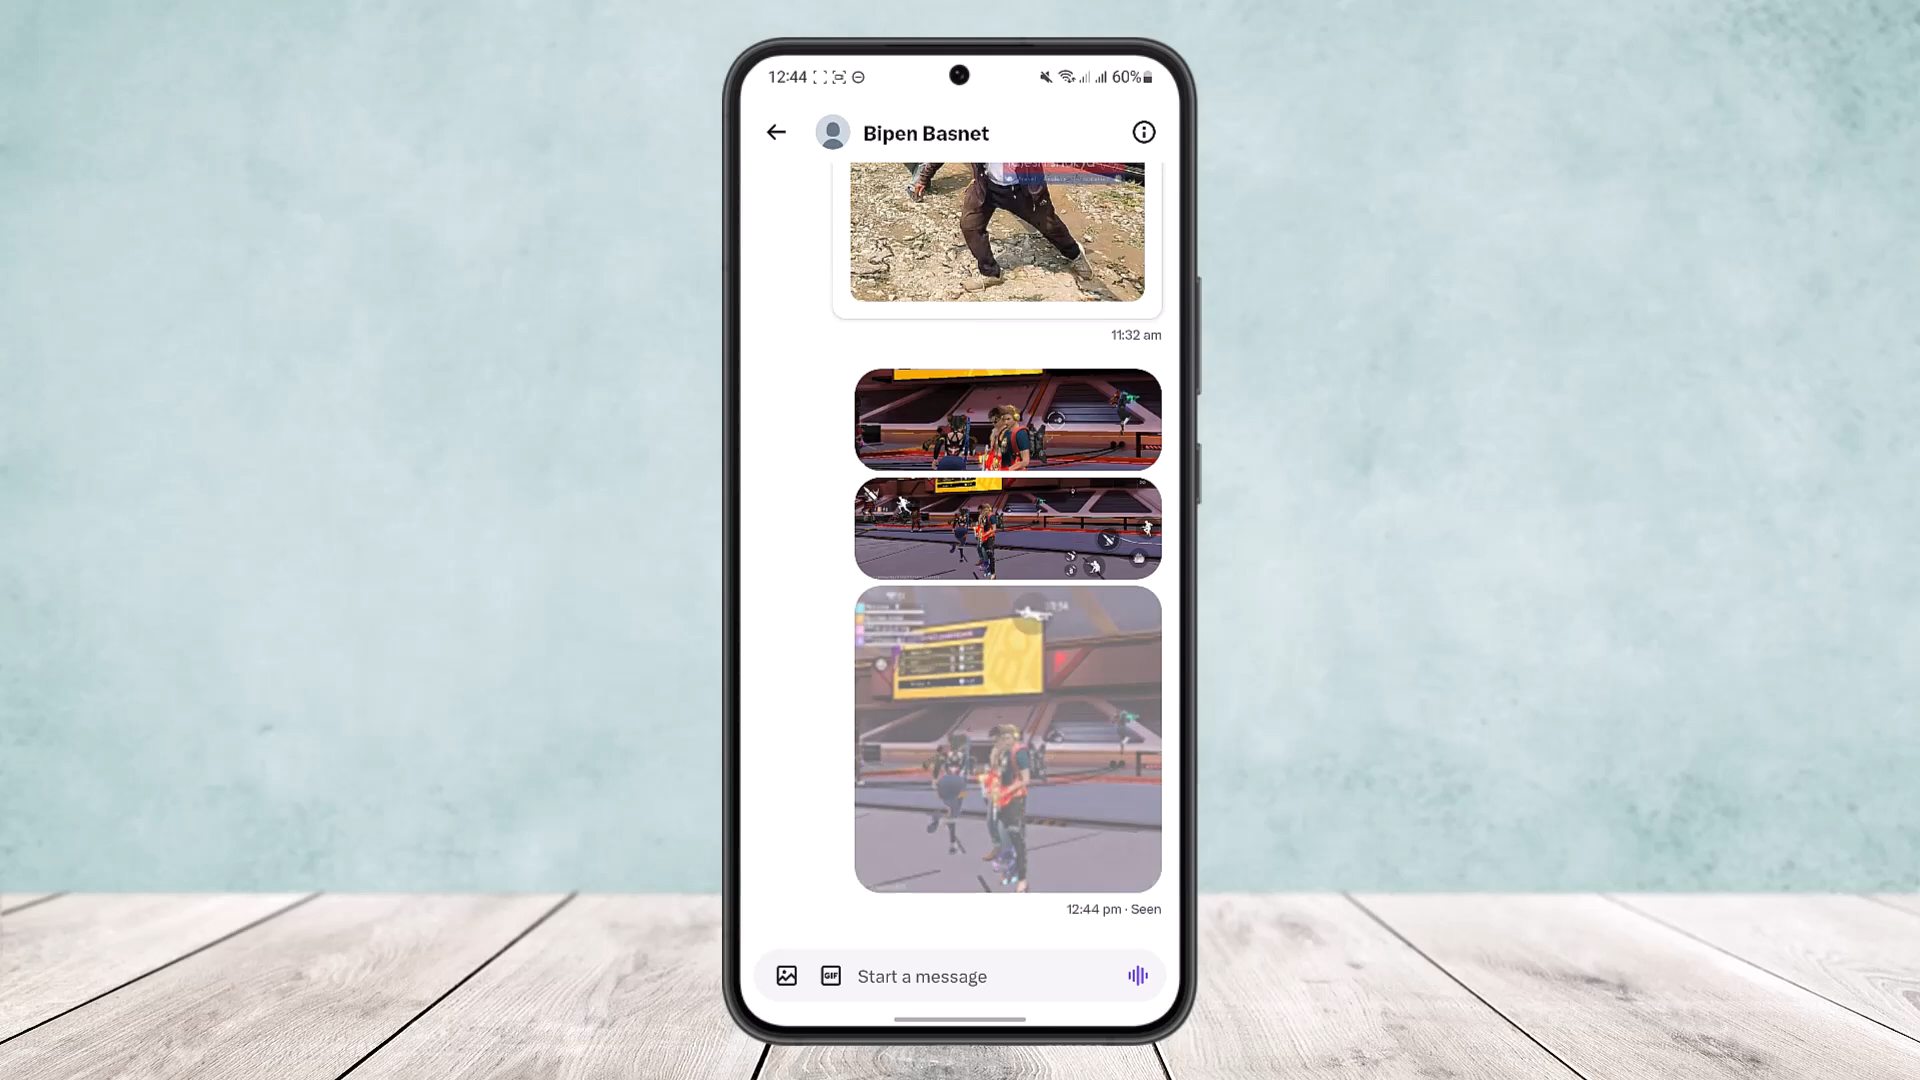 12:44
60%
Bipen Basnet
11:32 am
12:44 pm · Seen
GIF
Start a message